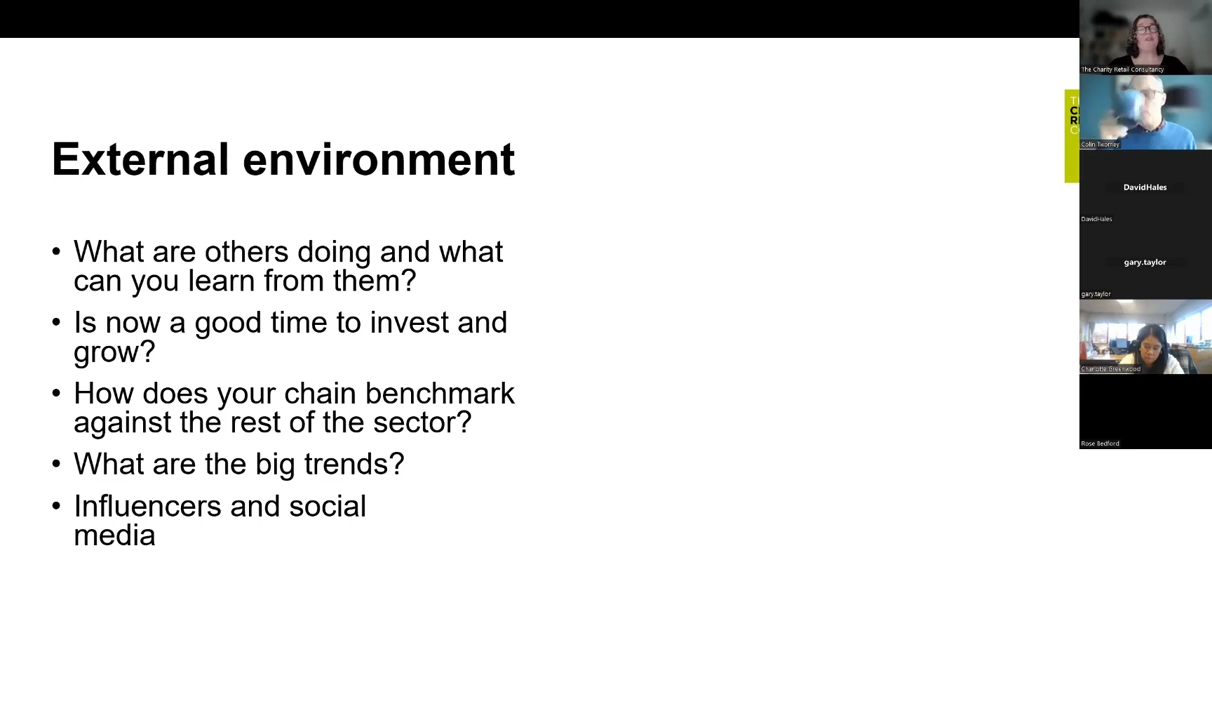 External environment
• What are others doing and what
can you learn from them?
• Is now a good time to invest and
grow?
• How does your chain benchmark
against the rest of the sector?
• What are the big trends?
• Influencers and social
media
The Charity Retail Consultancy
Colin Twomey
DavidHales
DavidHales
gary.taylor
gary.taylor
Charlotte Greenwood
Rose Bedford